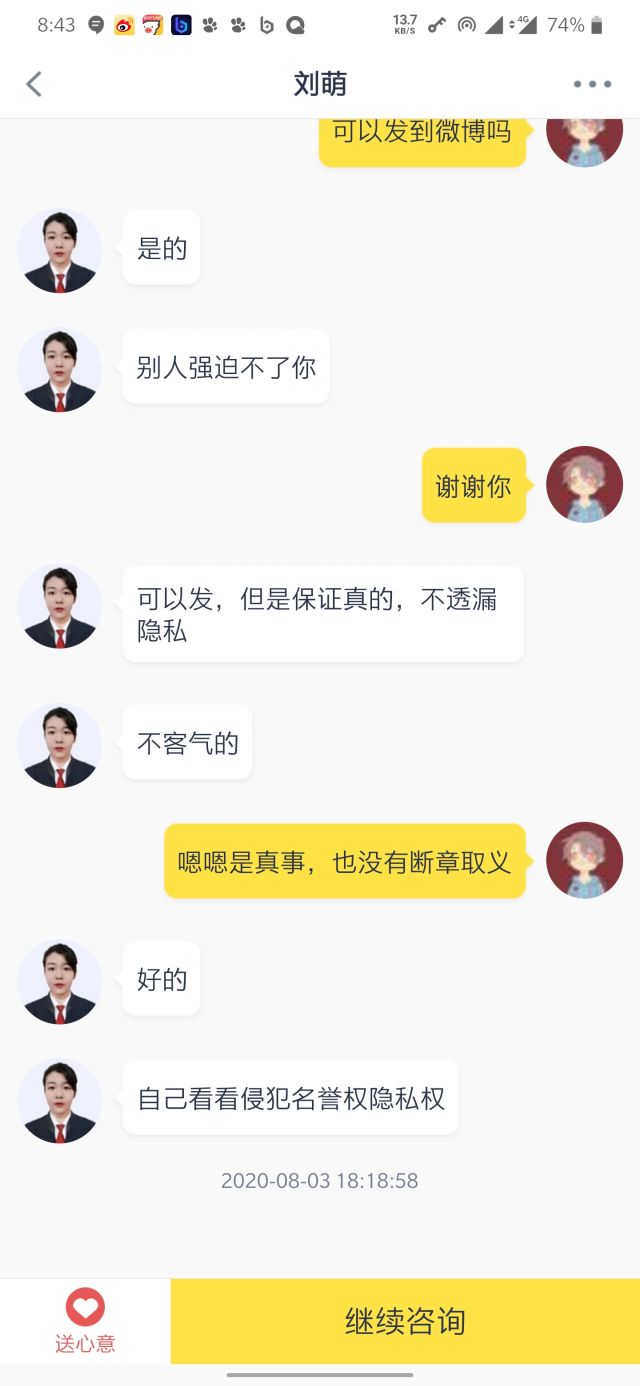 8:43
13.7
KB/S
4G
74%
刘萌
可以发到微博吗
是的
别人强迫不了你
谢谢你
可以发，但是保证真的，不透漏
隐私
不客气的
嗯嗯是真事，也没有断章取义
好的
自己看看侵犯名誉权隐私权
2020-08-03 18:18:58
送心意
继续咨询